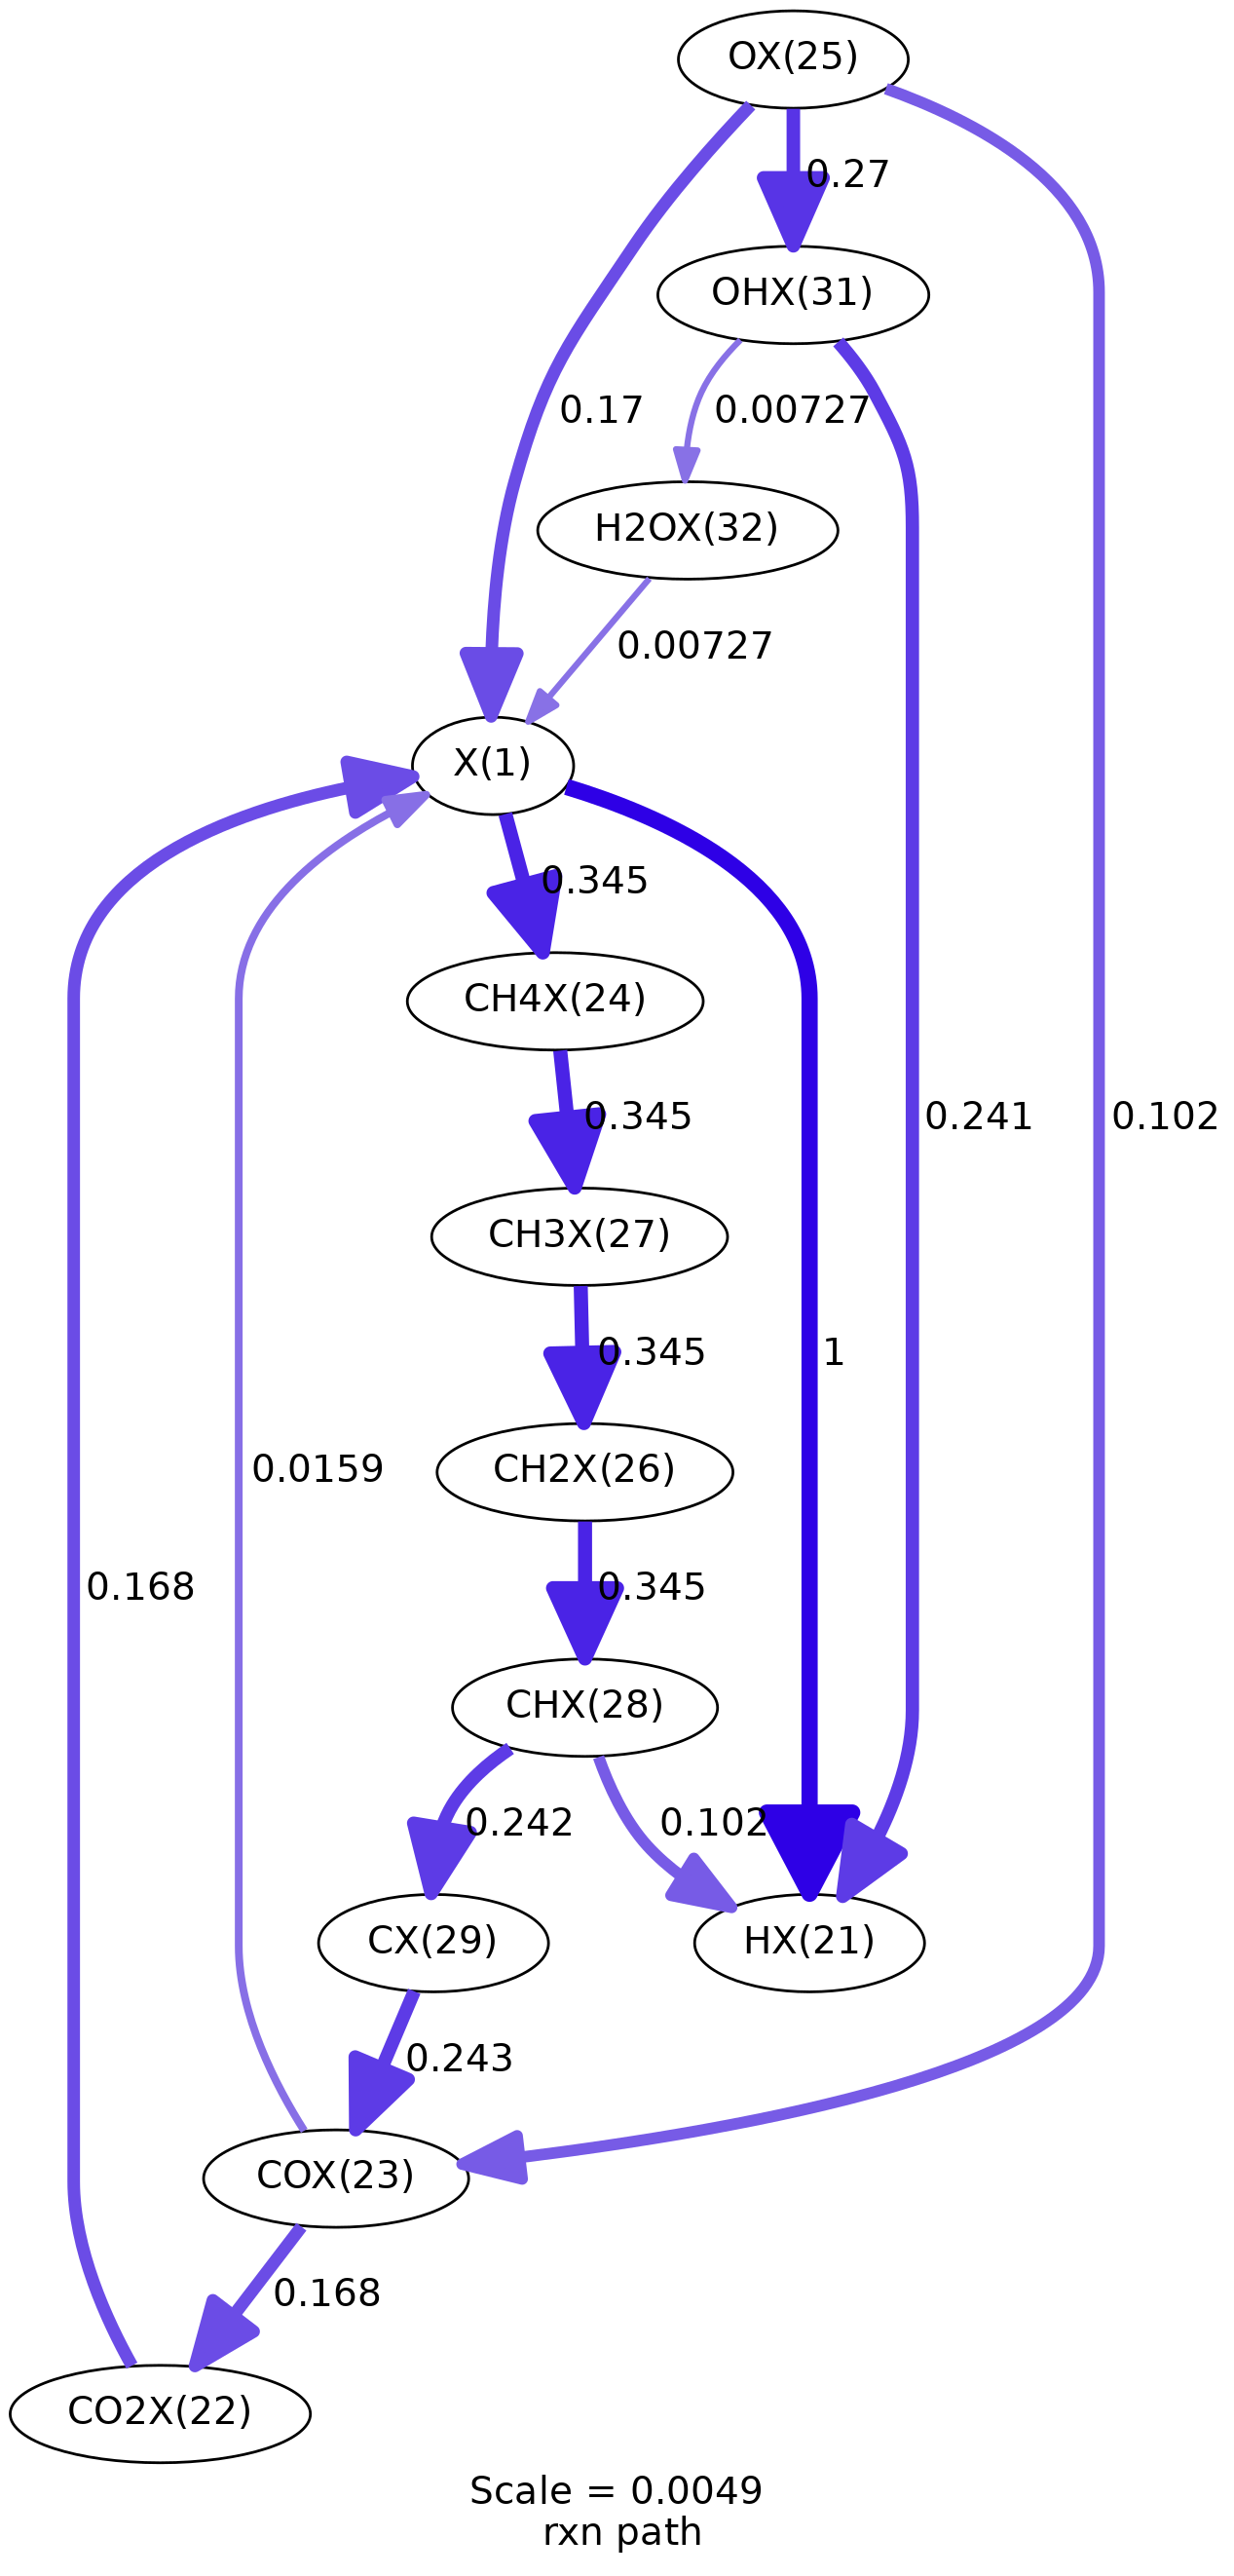 OX(25)
0.27
OHX(31)
0.17
0.00727
H2OX(32)
0.00727
X(1)
0.345
CH4X(24)
0.345
0.241
0.102
CH3X(27)
0.345
1
0.0159
CH2X(26)
0.168
0.345
CHX(28)
0.242
0.102
CX(29)
HX(21)
0.243
COX(23)
0.168
CO2X(22)
Scale = 0.0049
rxn path